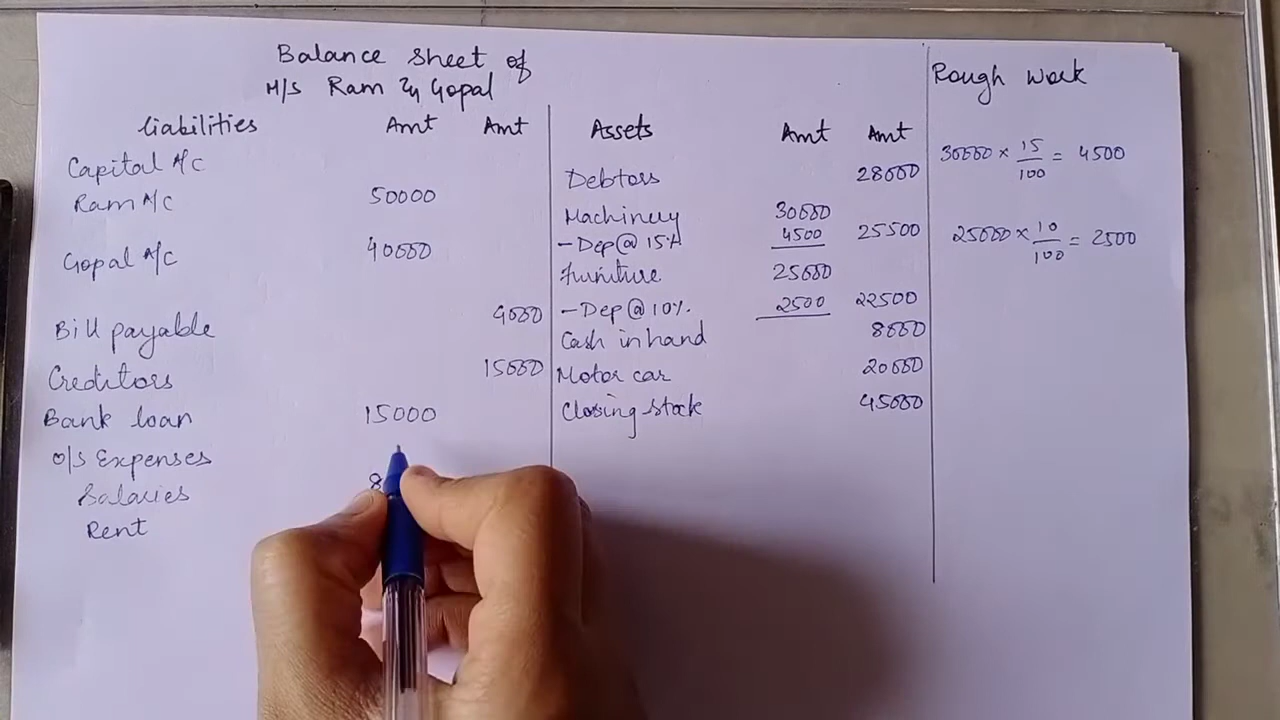 Balance Sheet of
M/S Ram & Gopal
Liabilities Amt Amt
Capital A/C
Ram A/C 50000
Gopal A/C 40000
Bill payable 4000
Creditors 15000
Bank loan 15000
O/S Expenses
Salaries 8
Rent
Assets Amt Amt
Debtors 28000
Machinery 30000
-Dep@ 15% 4500 25500
Furniture 25000
-Dep@10%. 2500 22500
Cash in hand 8000
Motor car 20000
Closing stock 45000
Rough Work
30000 × 15/100 = 4500
25000 × 10/100 = 2500